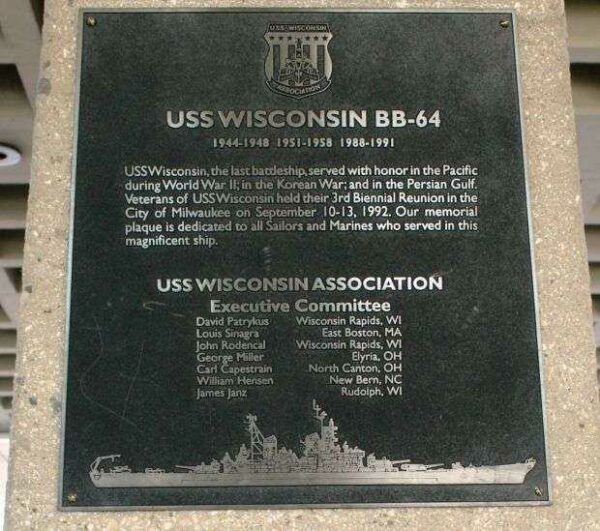 USS WISCONSIN
ASSOCIATION
USS WISCONSIN BB-64
1944-1948 1951-1958 1988-1991
USSWisconsin, the last battleship, served with honor in the Pacific
during World War II; in the Korean War; and in the Persian Gulf.
Veterans of USS Wisconsin held their 3rd Biennial Reunion in the
City of Milwaukee on September 10-13, 1992. Our memorial
plaque is dedicated to all Sailors and Marines who served in this
magnificent ship.
USS WISCONSIN ASSOCIATION
Executive Committee
David Patrykus Wisconsin Rapids, WI
Louis Sinagra East Boston, MA
John Rodencal Wisconsin Rapids, WI
George Miller Elyria, OH
Carl Capestrain North Canton, OH
William Hensen New Bern, NC
James Janz Rudolph, WI